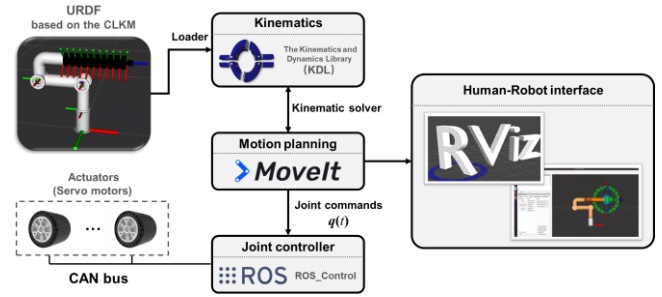 URDF
based on the CLKM
Loader
Kinematics
The Kinematics and
Dynamics Library
(KDL)
Kinematic solver
Motion planning
MoveIt
Human-Robot interface
RViz
Joint commands
q(t)
Actuators
(Servo motors)
...
CAN bus
Joint controller
ROS
ROS_Control